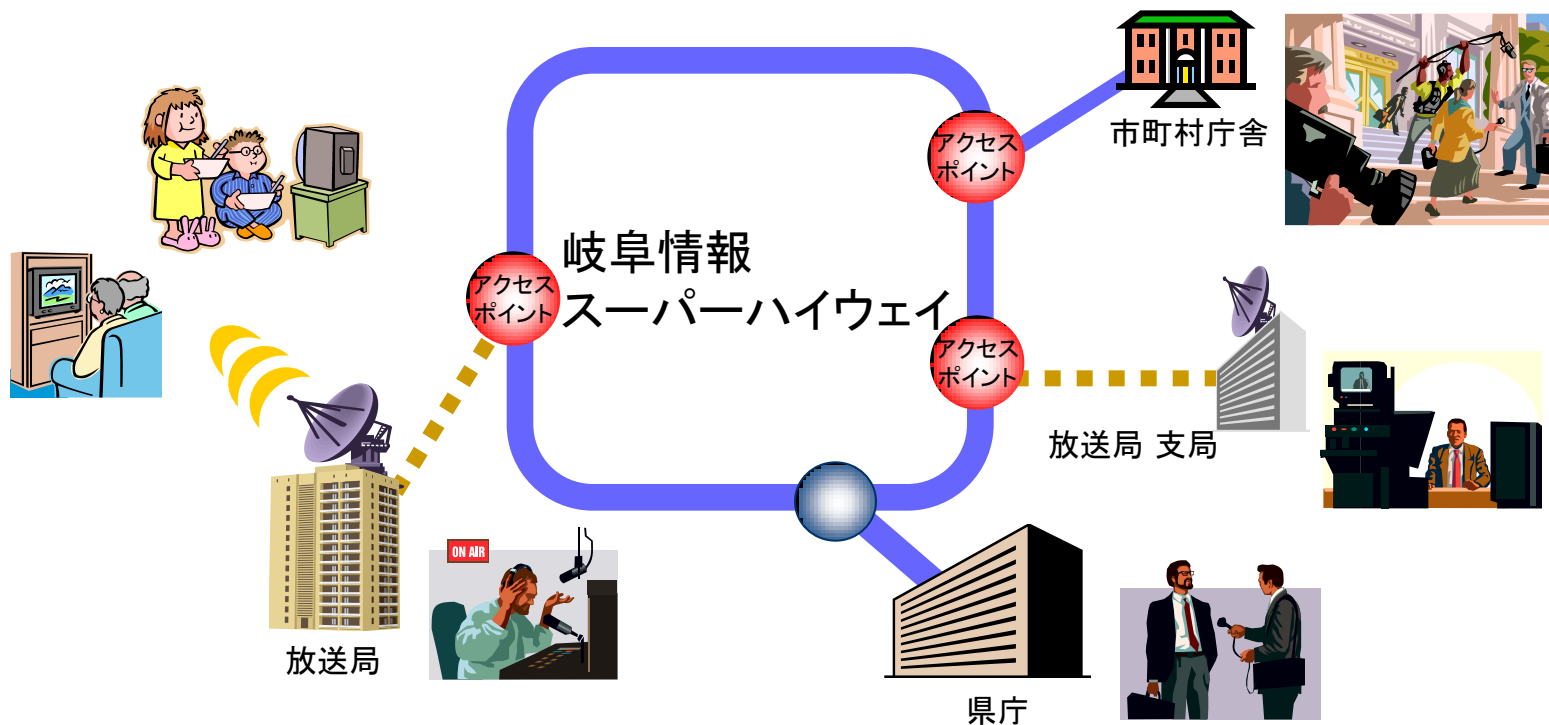 アクセス
ポイント
市町村庁舎
岐阜情報
スーパーハイウェイ
アクセス
ポイント
アクセス
ポイント
放送局 支局
ON AIR
放送局
県庁